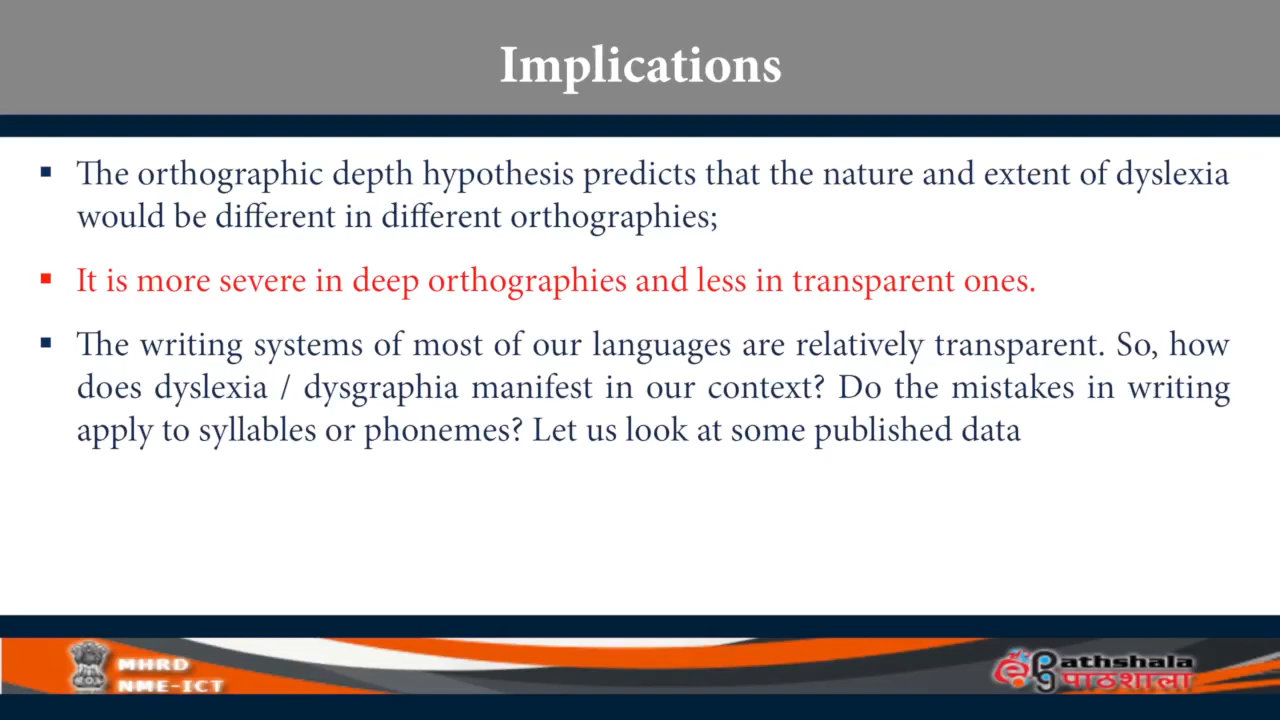 Implications
▪ The orthographic depth hypothesis predicts that the nature and extent of dyslexia
would be different in different orthographies;
▪ It is more severe in deep orthographies and less in transparent ones.
▪ The writing systems of most of our languages are relatively transparent. So, how
does dyslexia / dysgraphia manifest in our context? Do the mistakes in writing
apply to syllables or phonemes? Let us look at some published data
MHRD
NME-ICT
Pathshala
पाठशाला